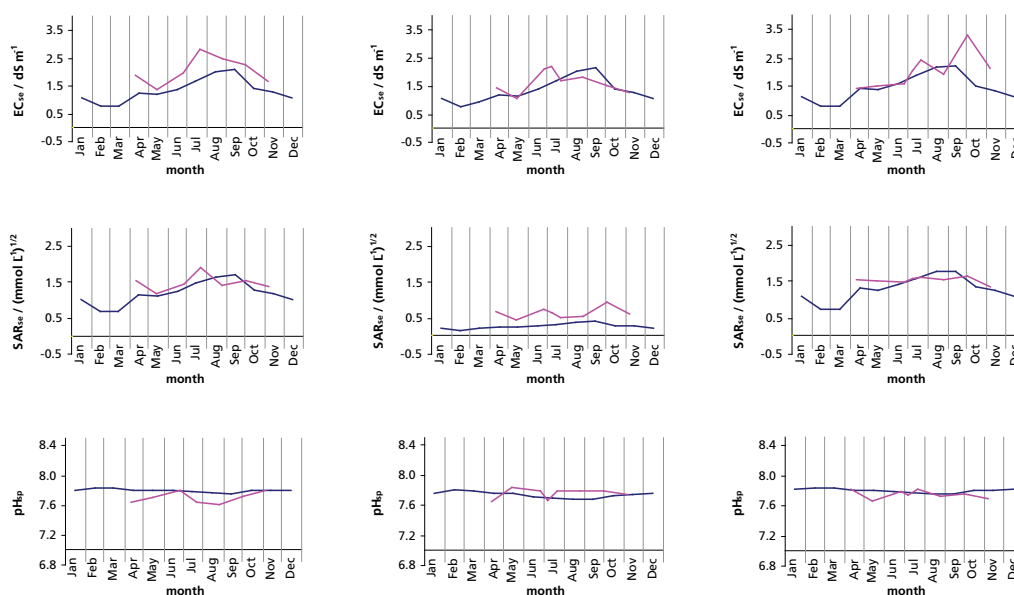 ECse / dS m⁻¹
3.5
2.5
1.5
0.5
-0.5
Jan Feb Mar Apr May Jun Jul Aug Sep Oct Nov Dec
month
ECse / dS m⁻¹
3.5
2.5
1.5
0.5
-0.5
Jan Feb Mar Apr May Jun Jul Aug Sep Oct Nov Dec
month
ECse / dS m⁻¹
3.5
2.5
1.5
0.5
-0.5
Jan Feb Mar Apr May Jun Jul Aug Sep Oct Nov Dec
month
SARse / (mmol L⁻¹)¹/²
2.5
1.5
0.5
-0.5
Jan Feb Mar Apr May Jun Jul Aug Sep Oct Nov Dec
month
2.5
1.5
0.5
-0.5
Jan Feb Mar Apr May Jun Jul Aug Sep Oct Nov Dec
month
SARse / (mmol L⁻¹)¹/²
SARse / (mmol L⁻¹)¹/²
2.5
1.5
0.5
-0.5
Jan Feb Mar Apr May Jun Jul Aug Sep Oct Nov Dec
month
pHsp
8.4
8.0
7.6
7.2
6.8
Jan Feb Mar Apr May Jun Jul Aug Sep Oct Nov Dec
month
pHsp
8.4
8.0
7.6
7.2
6.8
Jan Feb Mar Apr May Jun Jul Aug Sep Oct Nov Dec
month
pHsp
8.4
8.0
7.6
7.2
6.8
Jan Feb Mar Apr May Jun Jul Aug Sep Oct Nov Dec
month